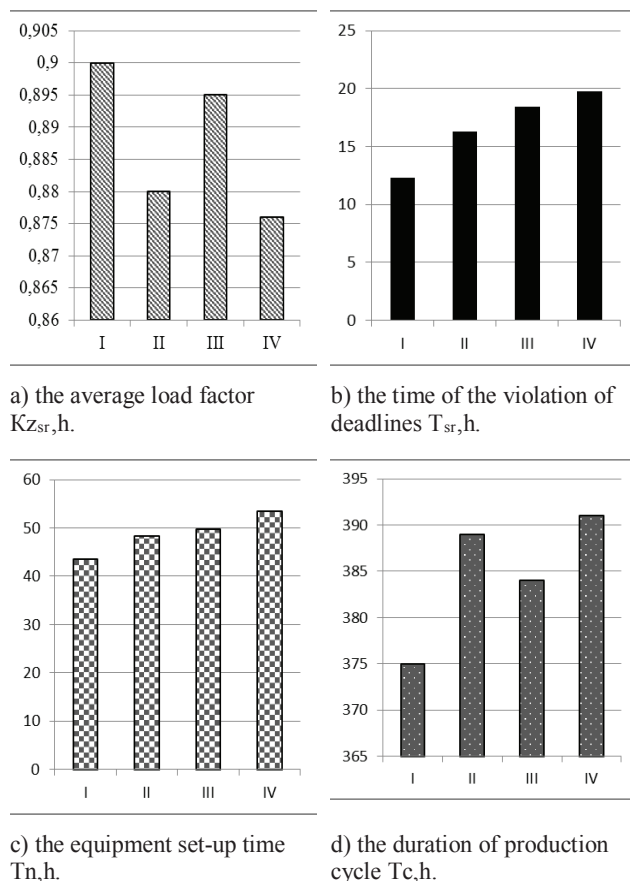 0,905
0,9
0,895
0,89
0,885
0,88
0,875
0,87
0,865
0,86
I II III IV
a) the average load factor
Kzsr,h.
25
20
15
10
5
0
I II III IV
b) the time of the violation of
deadlines Tsr,h.
60
50
40
30
20
10
0
I II III IV
c) the equipment set-up time
Tn,h.
395
390
385
380
375
370
365
I II III IV
d) the duration of production
cycle Tc,h.